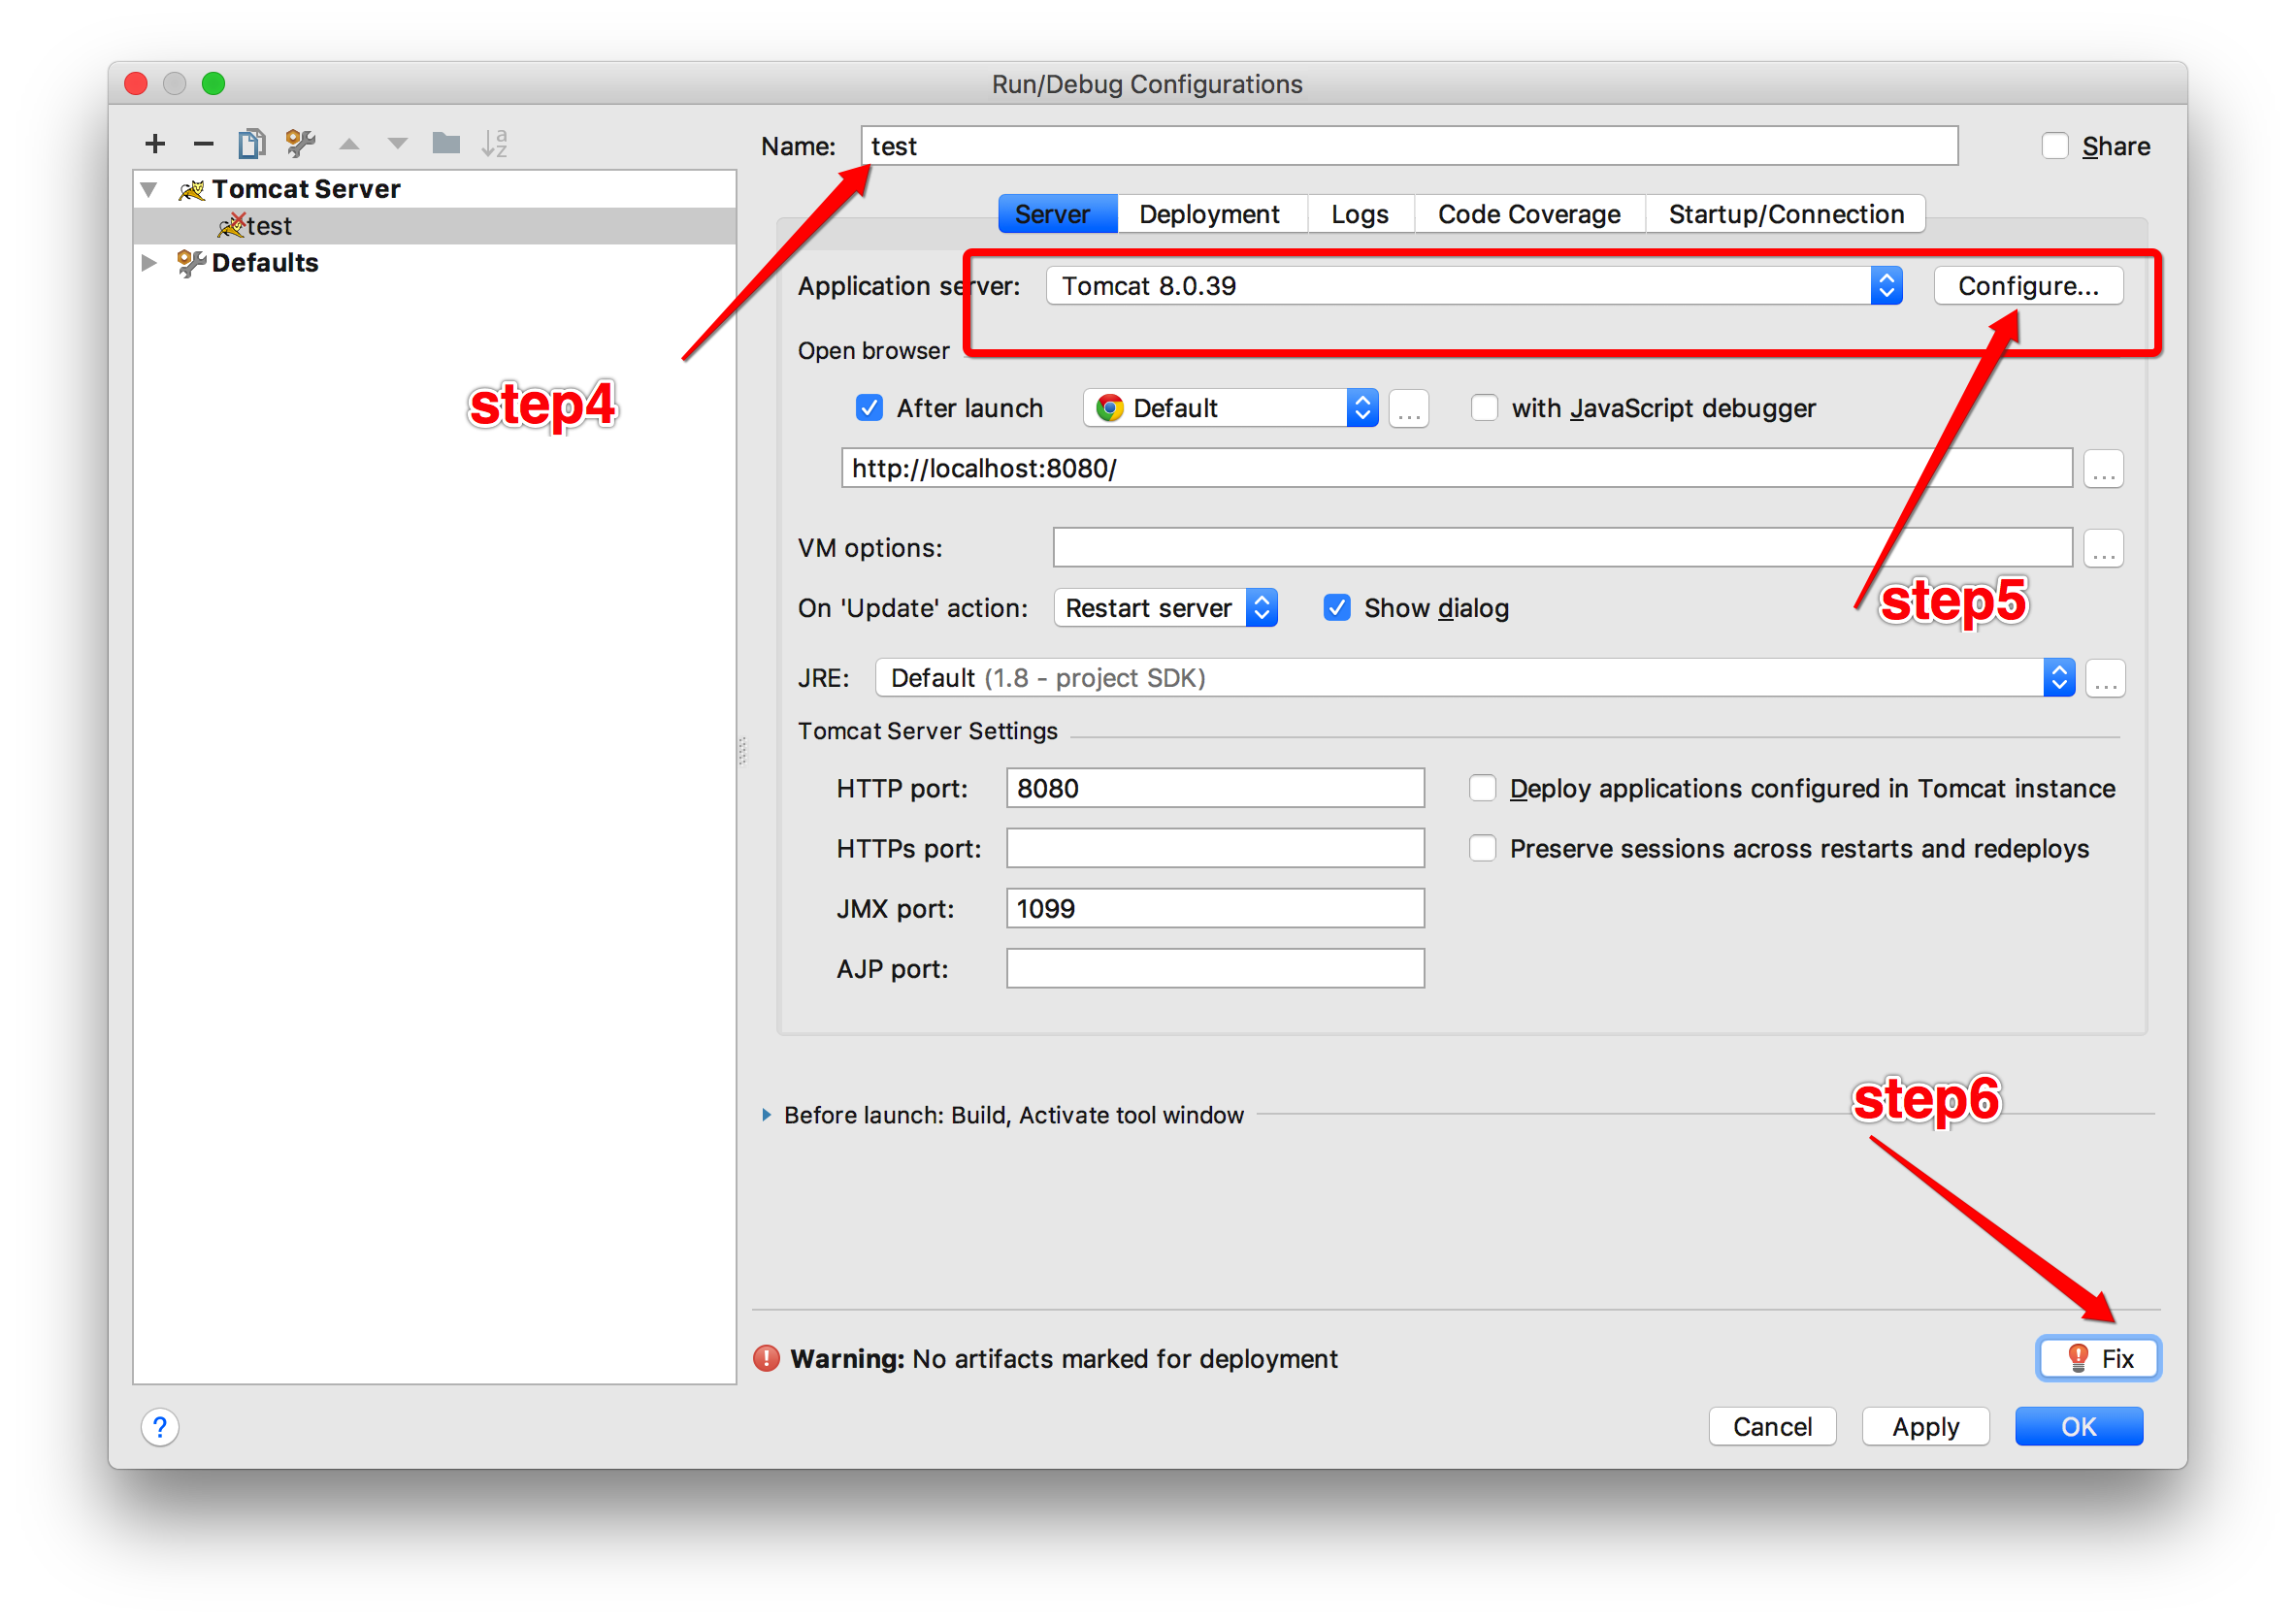 Run/Debug Configurations
Name: test Share
Tomcat Server
test
Defaults
Server Deployment Logs Code Coverage Startup/Connection
Application server: Tomcat 8.0.39 Configure...
Open browser
step4
After launch Default ... with JavaScript debugger
http://localhost:8080/ ...
VM options: ...
step5
On 'Update' action: Restart server Show dialog
JRE: Default (1.8 - project SDK) ...
Tomcat Server Settings
HTTP port: 8080 Deploy applications configured in Tomcat instance
HTTPs port: Preserve sessions across restarts and redeploys
JMX port: 1099
AJP port:
step6
Before launch: Build, Activate tool window
Warning: No artifacts marked for deployment Fix
? Cancel Apply OK